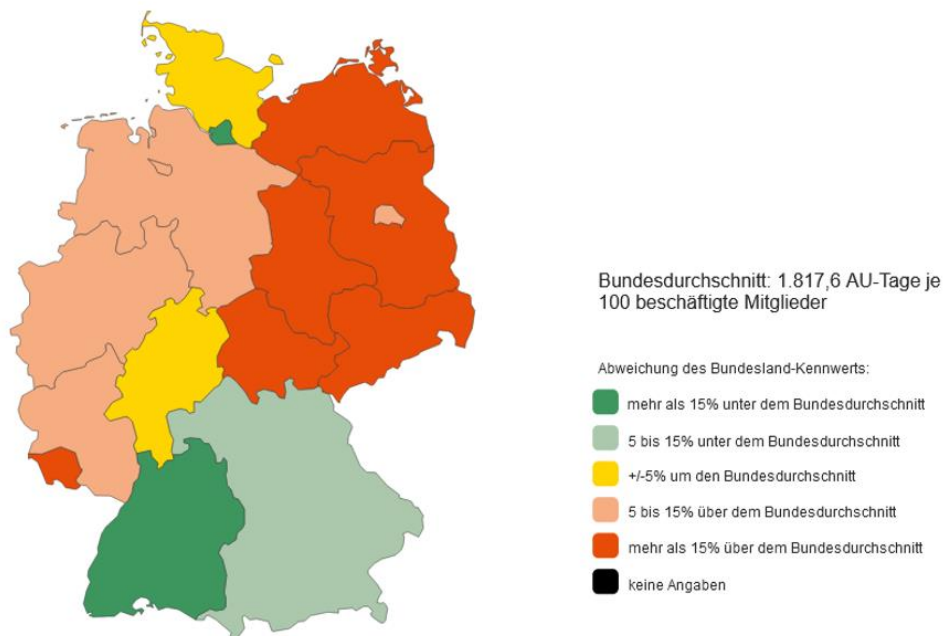 Bundesdurchschnitt: 1.817,6 AU-Tage je
100 beschäftigte Mitglieder
Abweichung des Bundesland-Kennwerts:
mehr als 15% unter dem Bundesdurchschnitt
5 bis 15% unter dem Bundesdurchschnitt
+/-5% um den Bundesdurchschnitt
5 bis 15% über dem Bundesdurchschnitt
mehr als 15% über dem Bundesdurchschnitt
keine Angaben